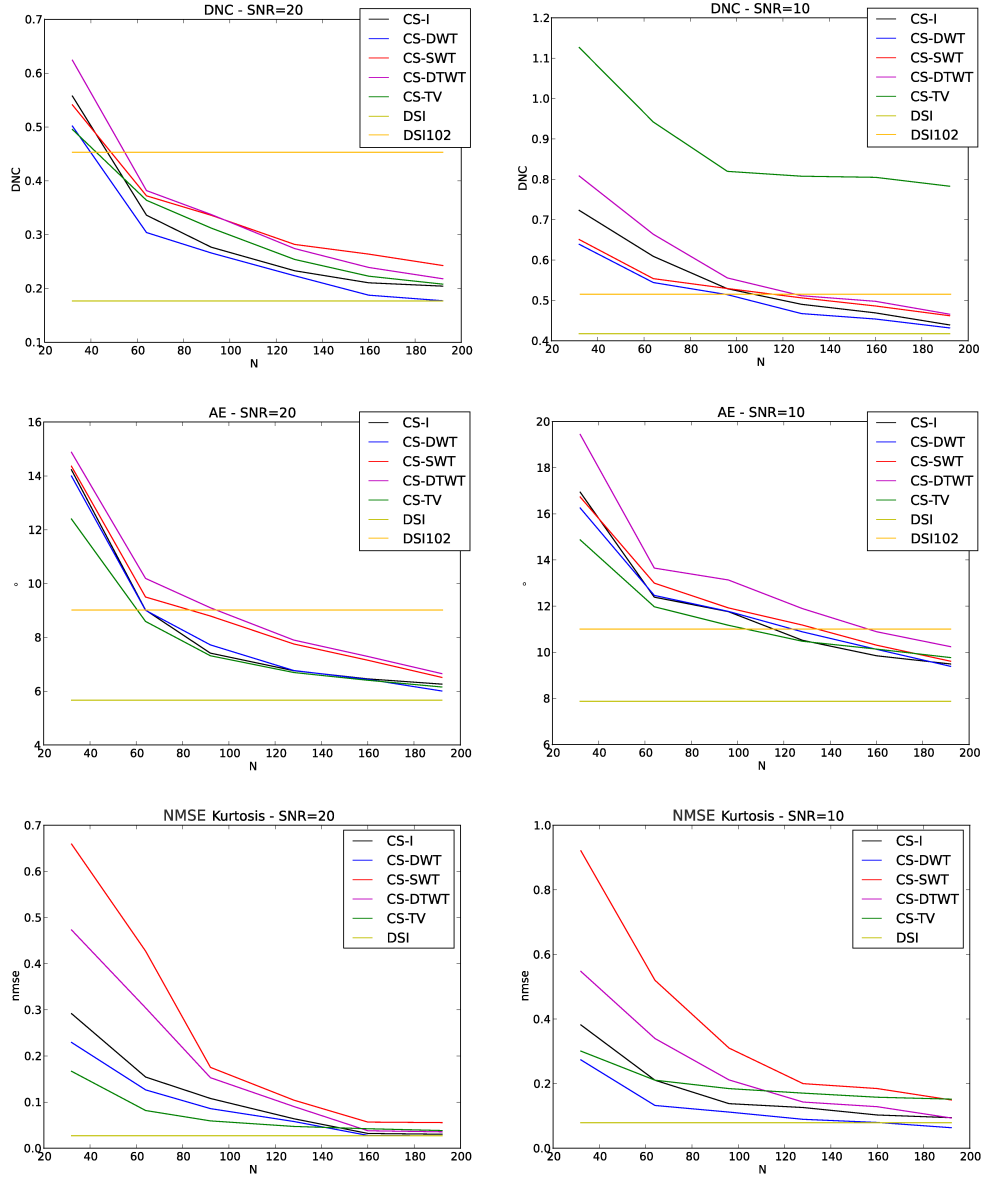 DNC - SNR=20
0.7
0.6
0.5
0.4
0.3
0.2
0.1
DNC
20 40 60 80 100 120 140 160 180 200
N
CS-I
CS-DWT
CS-SWT
CS-DTWT
CS-TV
DSI
DSI102
DNC - SNR=10
1.2
1.1
1.0
0.9
0.8
0.7
0.6
0.5
0.4
DNC
20 40 60 80 100 120 140 160 180 200
N
CS-I
CS-DWT
CS-SWT
CS-DTWT
CS-TV
DSI
DSI102
AE - SNR=20
16
14
12
10
8
6
4
°
20 40 60 80 100 120 140 160 180 200
N
CS-I
CS-DWT
CS-SWT
CS-DTWT
CS-TV
DSI
DSI102
AE - SNR=10
20
18
16
14
12
10
8
6
°
20 40 60 80 100 120 140 160 180 200
N
CS-I
CS-DWT
CS-SWT
CS-DTWT
CS-TV
DSI
DSI102
NMSE Kurtosis - SNR=20
0.7
0.6
0.5
0.4
0.3
0.2
0.1
0.0
nmse
20 40 60 80 100 120 140 160 180 200
N
CS-I
CS-DWT
CS-SWT
CS-DTWT
CS-TV
DSI
NMSE Kurtosis - SNR=10
1.0
0.8
0.6
0.4
0.2
0.0
nmse
20 40 60 80 100 120 140 160 180 200
N
CS-I
CS-DWT
CS-SWT
CS-DTWT
CS-TV
DSI